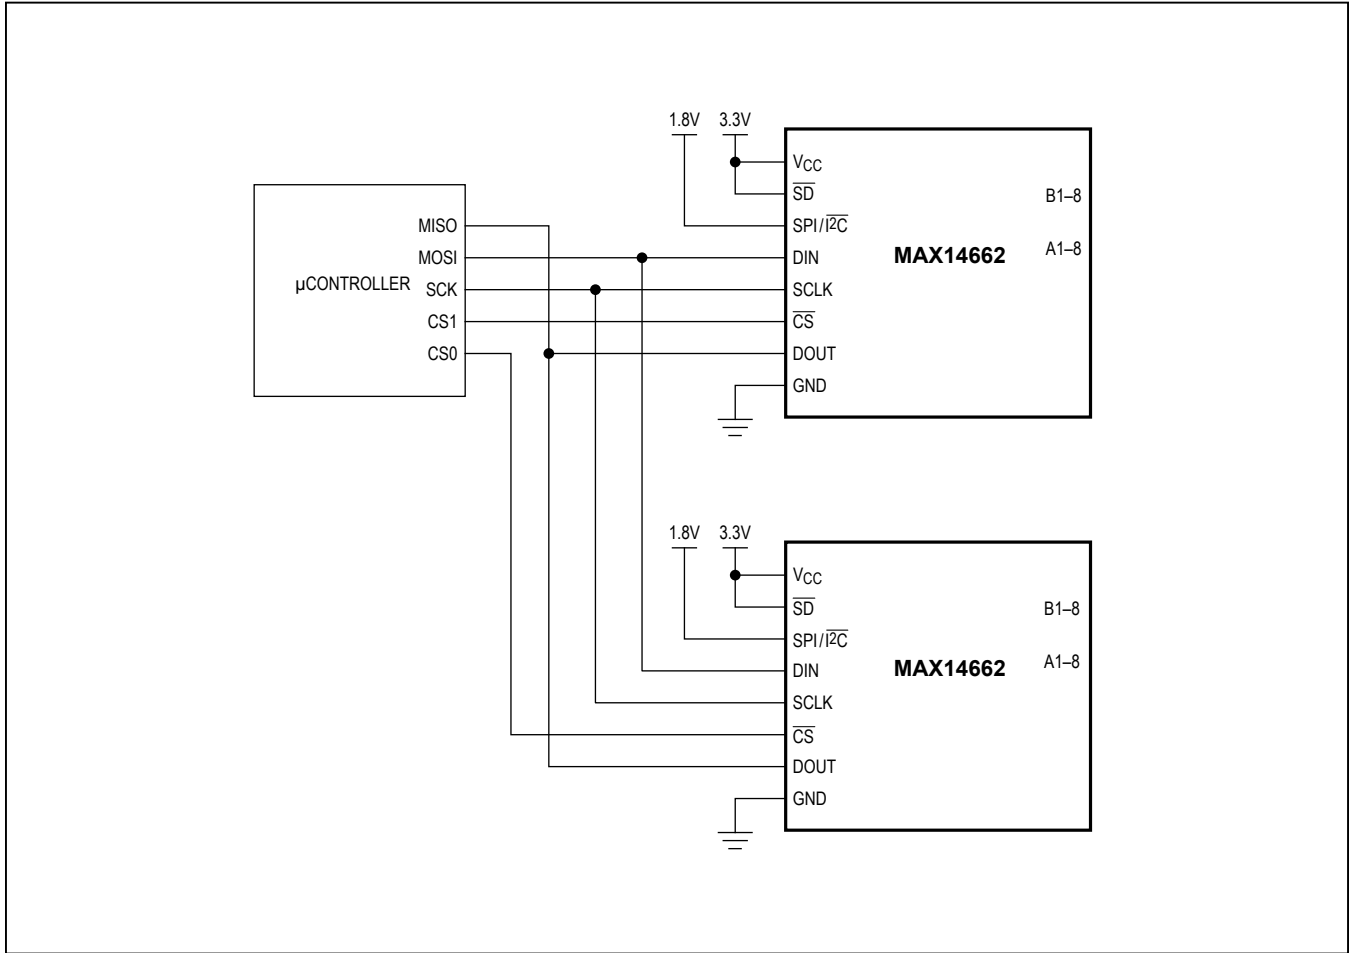 µCONTROLLER
MISO
MOSI
SCK
CS1
CS0
1.8V 3.3V
VCC
SD
SPI/I2C
DIN
SCLK
CS
DOUT
GND
MAX14662
B1–8
A1–8
1.8V 3.3V
VCC
SD
SPI/I2C
DIN
SCLK
CS
DOUT
GND
MAX14662
B1–8
A1–8